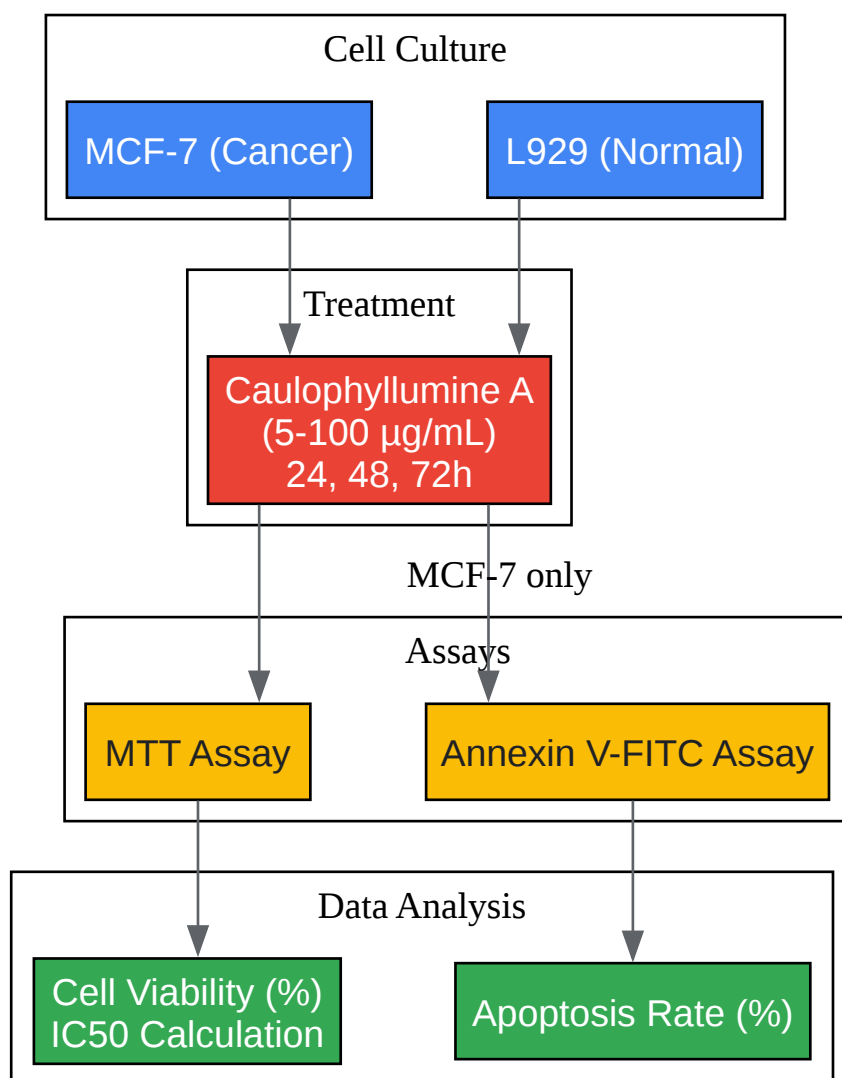 Cell Culture
MCF-7 (Cancer)
L929 (Normal)
Treatment
Caulophyllumine A
(5-100 µg/mL)
24, 48, 72h
MCF-7 only
Assays
MTT Assay
Annexin V-FITC Assay
Data Analysis
Cell Viability (%)
IC50 Calculation
Apoptosis Rate (%)